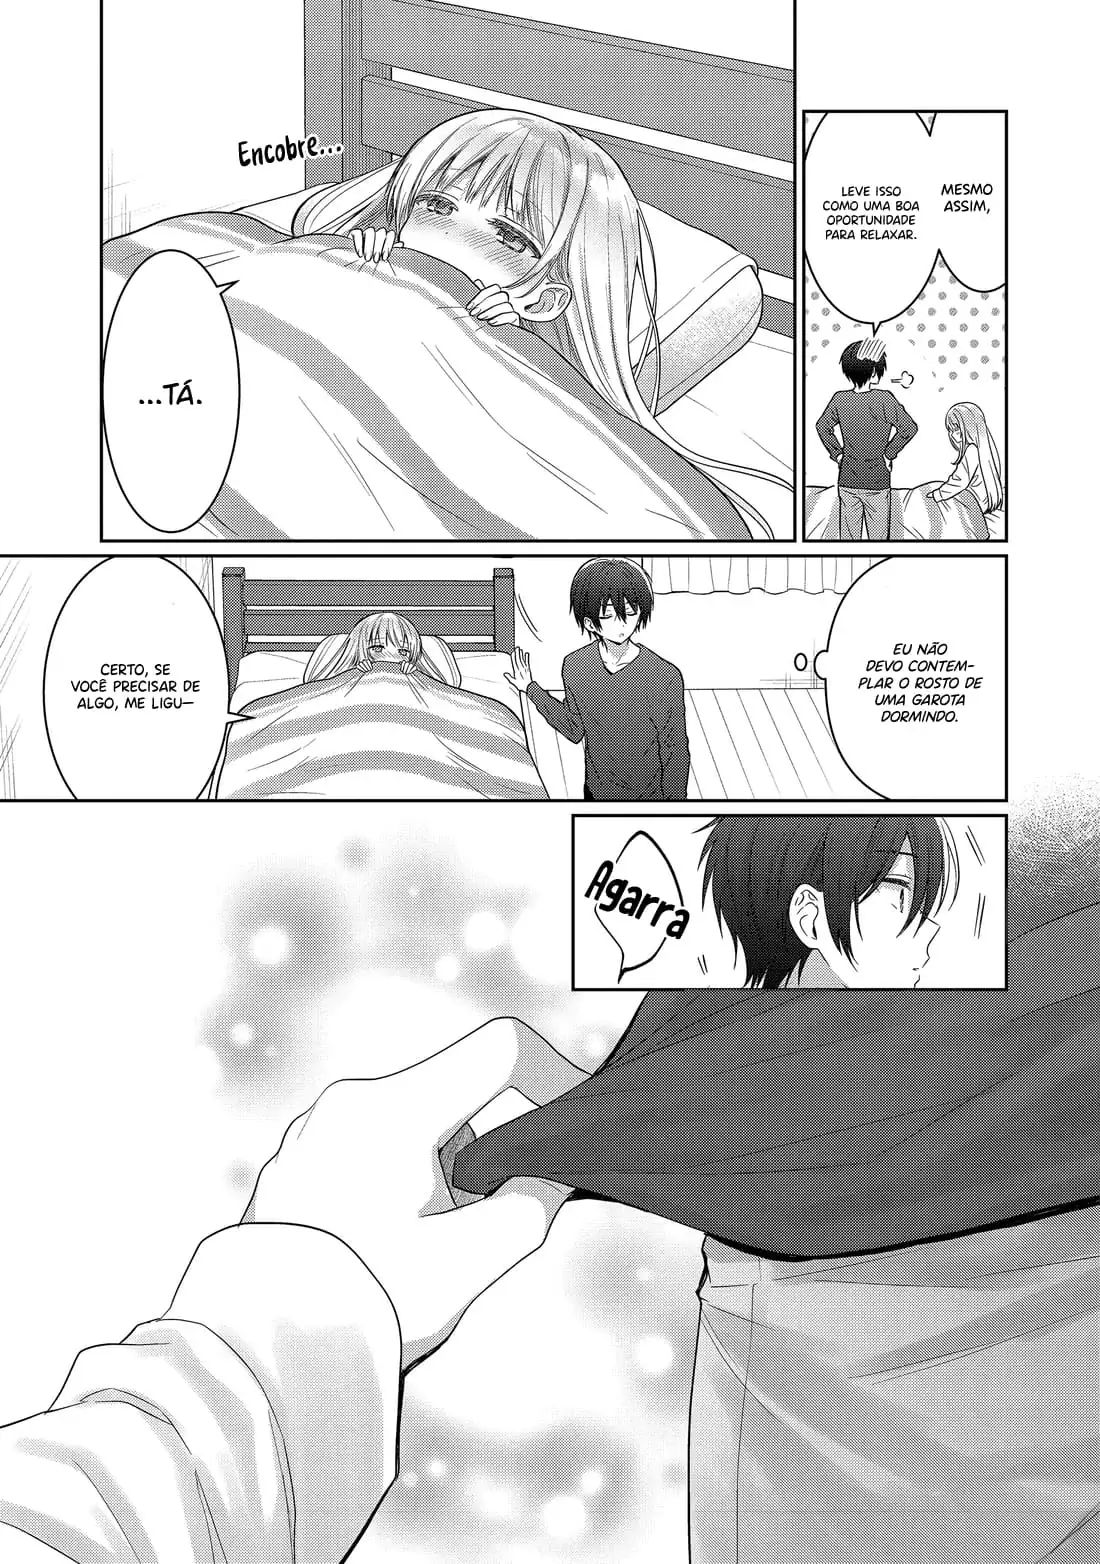 MESMO
ASSIM,
LEVE ISSO
COMO UMA BOA
OPORTUNIDADE
PARA RELAXAR.
Encobre...
...TÁ.
EU NÃO
DEVO CONTEM-
PLAR O ROSTO DE
UMA GAROTA
DORMINDO.
CERTO, SE
VOCÊ PRECISAR DE
ALGO, ME LIGU—
Agarra